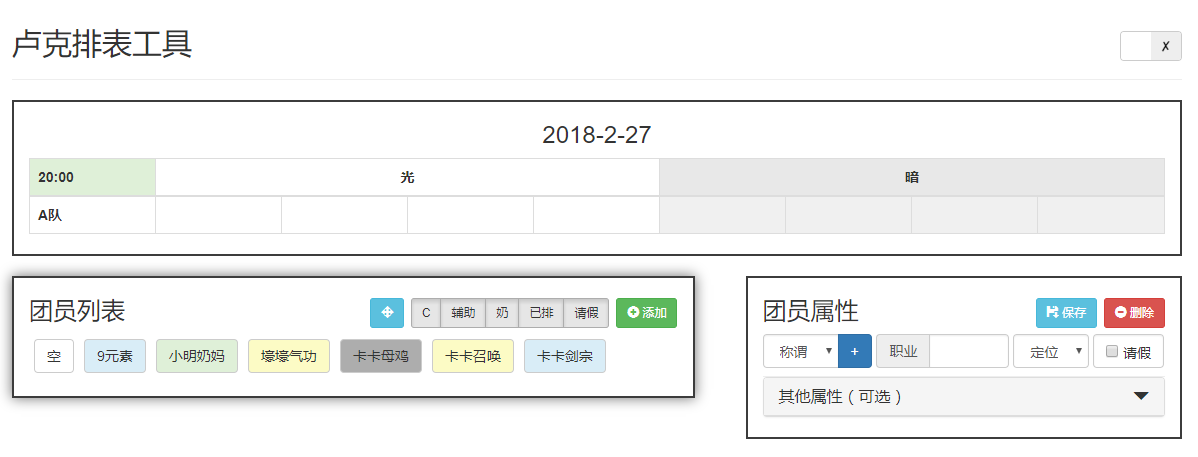 卢克排表工具
✗
2018-2-27
20:00 光 暗
A队
团员列表 C 辅助 奶 已排 请假 添加
空 9元素 小明奶妈 壕壕气功 卡卡母鸡 卡卡召唤 卡卡剑宗
团员属性 保存 删除
称谓 + 职业 定位 请假
其他属性（可选）